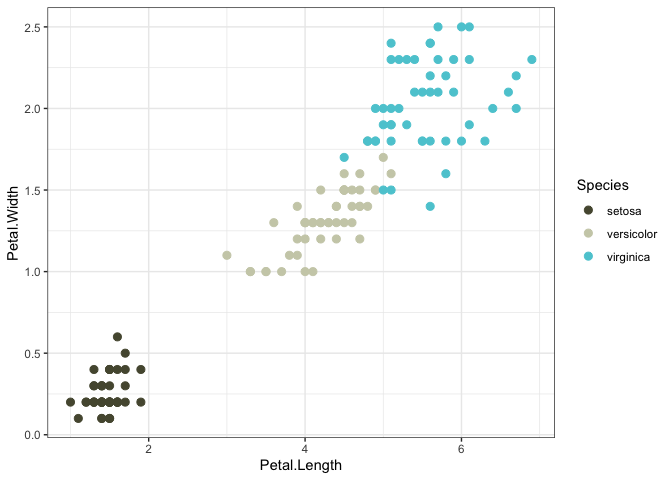 2.5
2.0
1.5
1.0
0.5
0.0
Petal.Width
2 4 6
Petal.Length
Species
setosa
versicolor
virginica